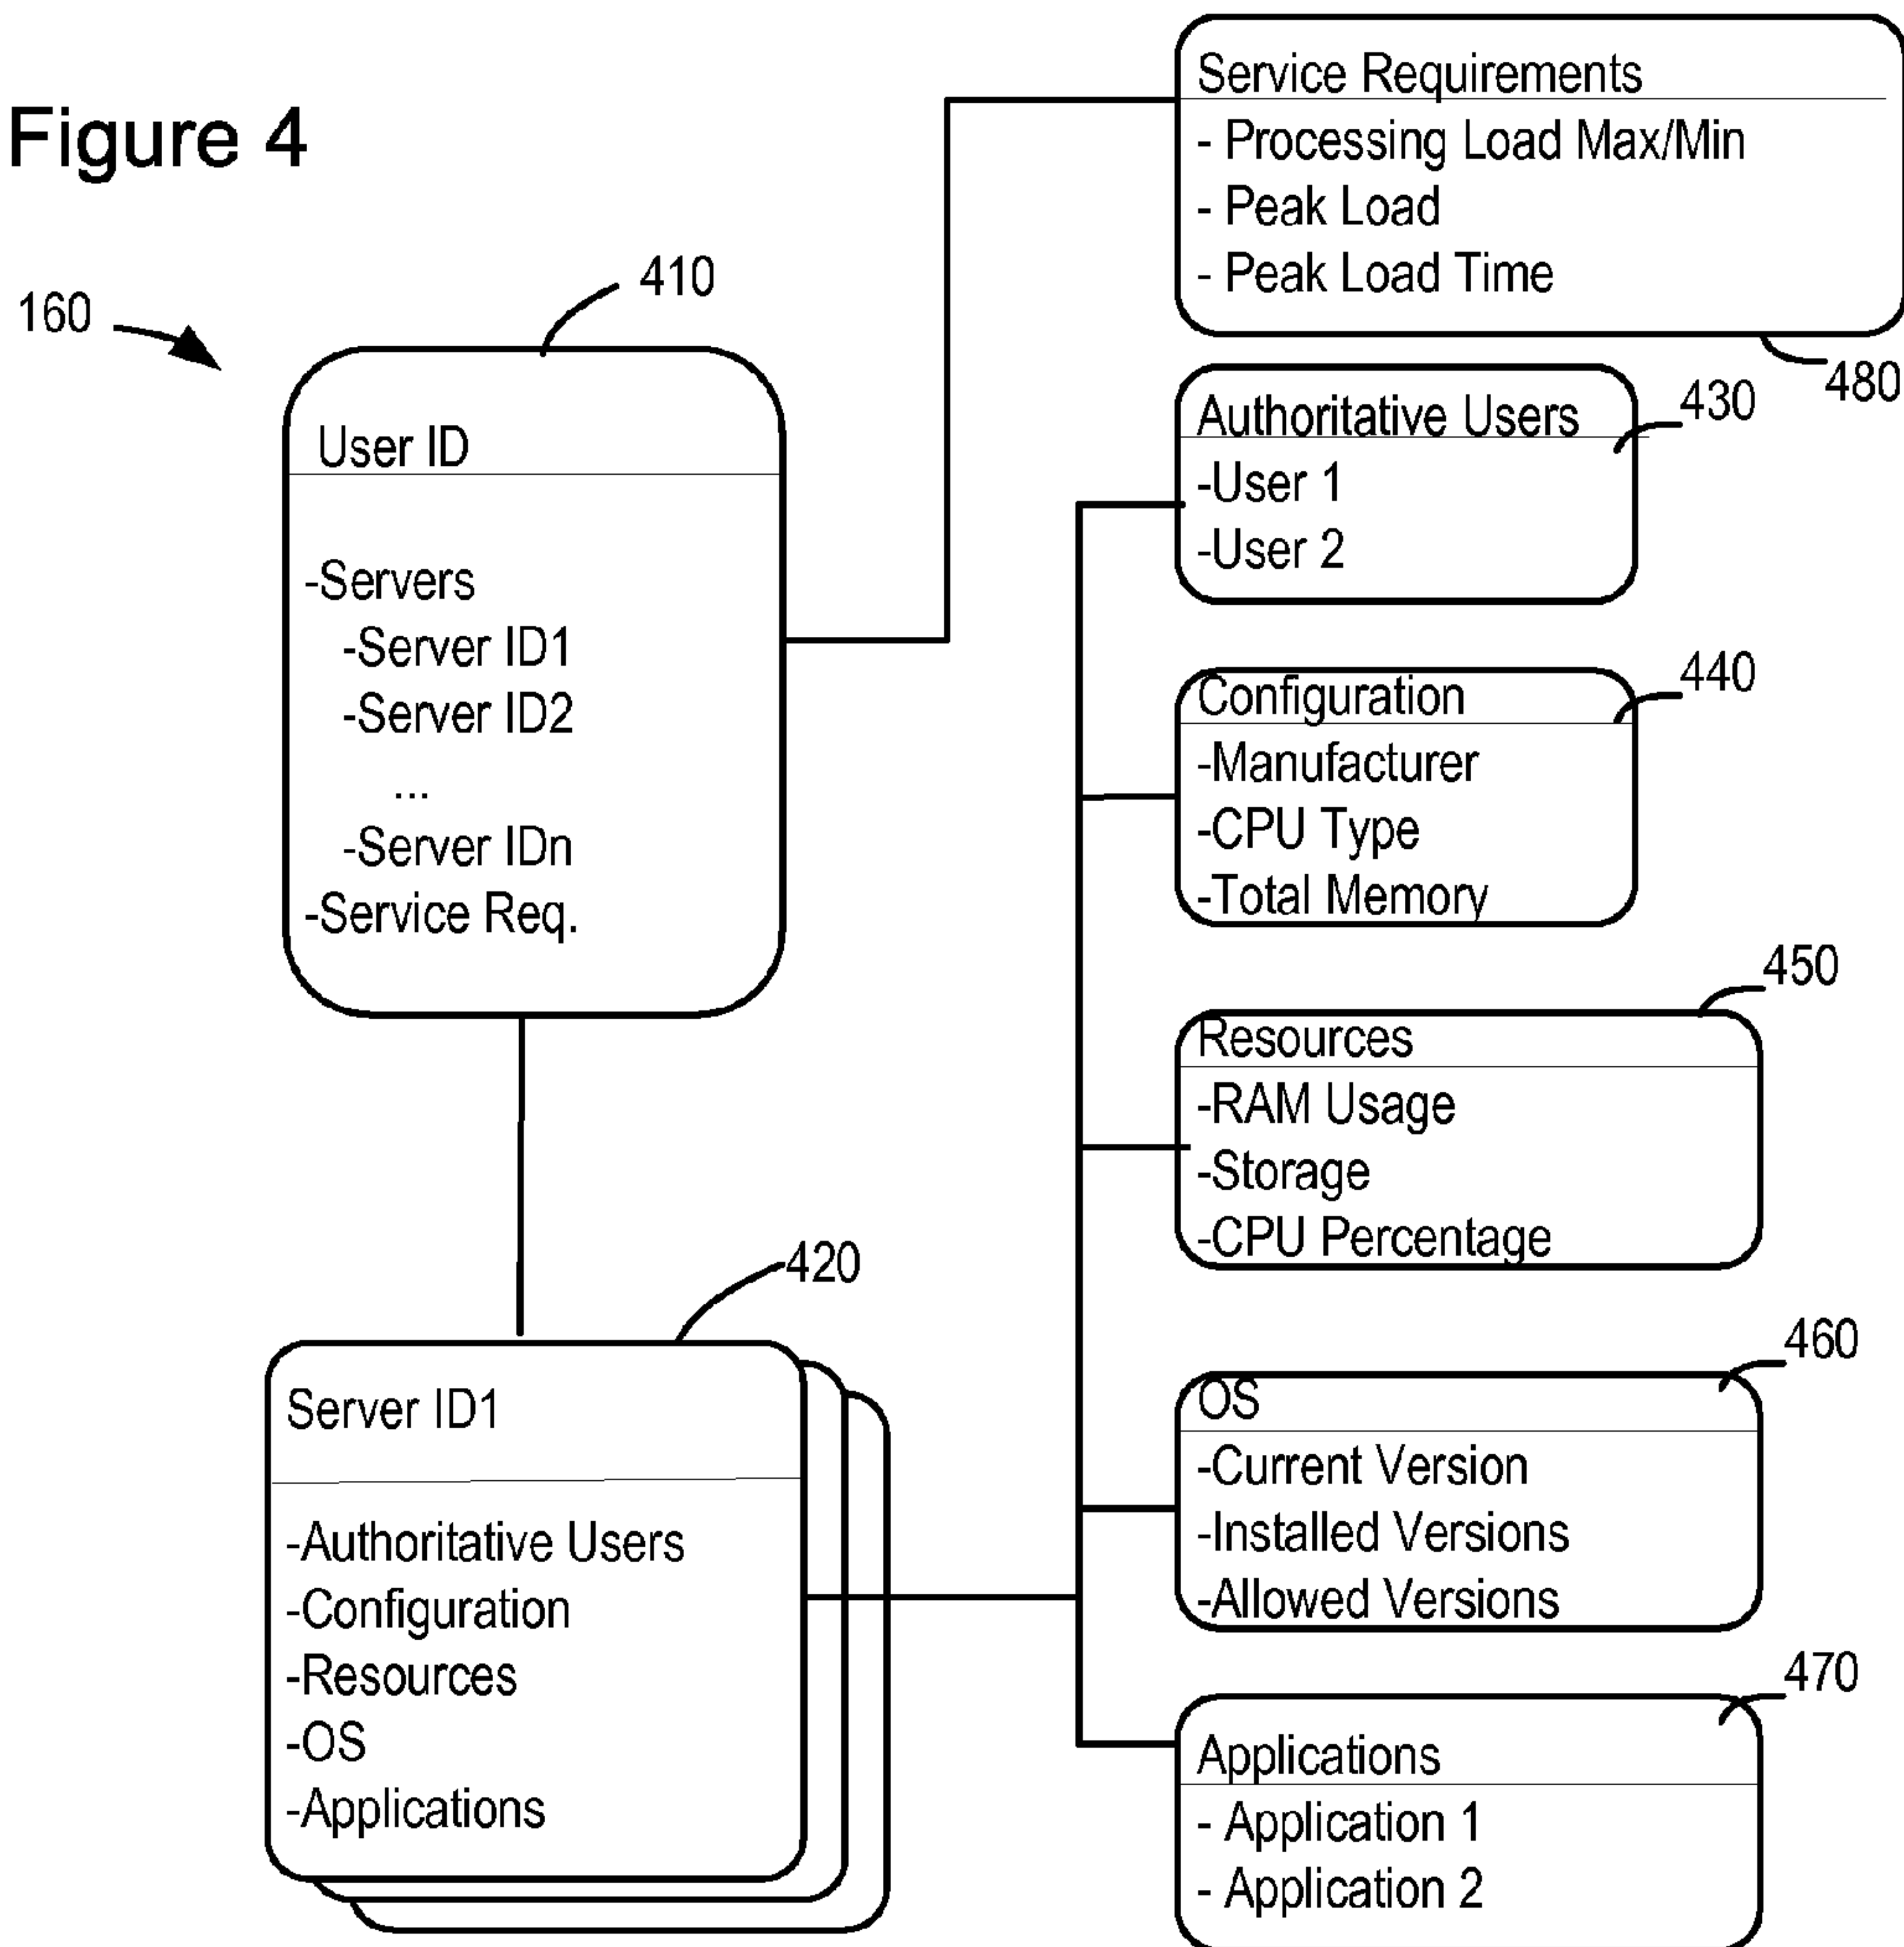 Figure 4
160
410
User ID
-Servers
-Server ID1
-Server ID2
...
-Server IDn
-Service Req.
420
Server ID1
-Authoritative Users
-Configuration
-Resources
-OS
-Applications
Service Requirements
- Processing Load Max/Min
- Peak Load
- Peak Load Time
480
Authoritative Users
-User 1
-User 2
430
Configuration
-Manufacturer
-CPU Type
-Total Memory
440
450
Resources
-RAM Usage
-Storage
-CPU Percentage
460
OS
-Current Version
-Installed Versions
-Allowed Versions
470
Applications
- Application 1
- Application 2